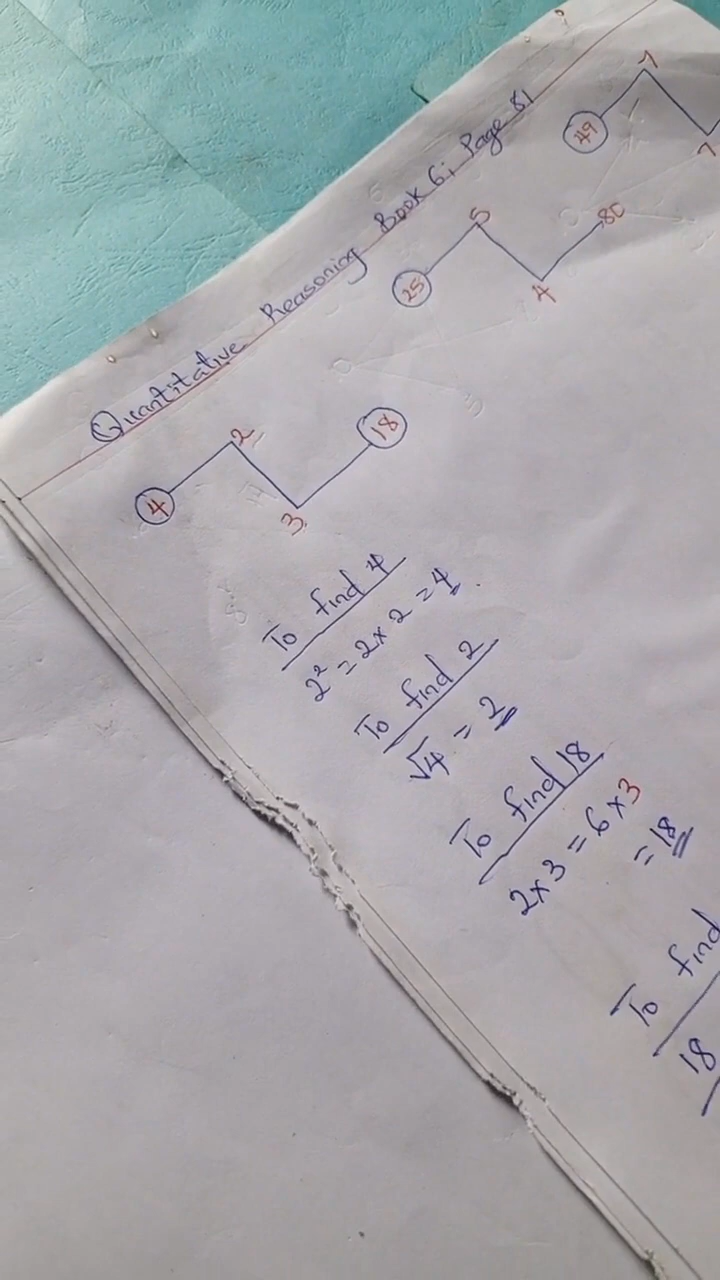 Quantitative Reasoning Book 6; Page 81
4 2 3 18
25 5 4 80
49 7 7
To find 4
2² = 2 x 2 = 4
To find 2
√4 = 2
To find 18
2 x 3 = 6 x 3
= 18
To find
18